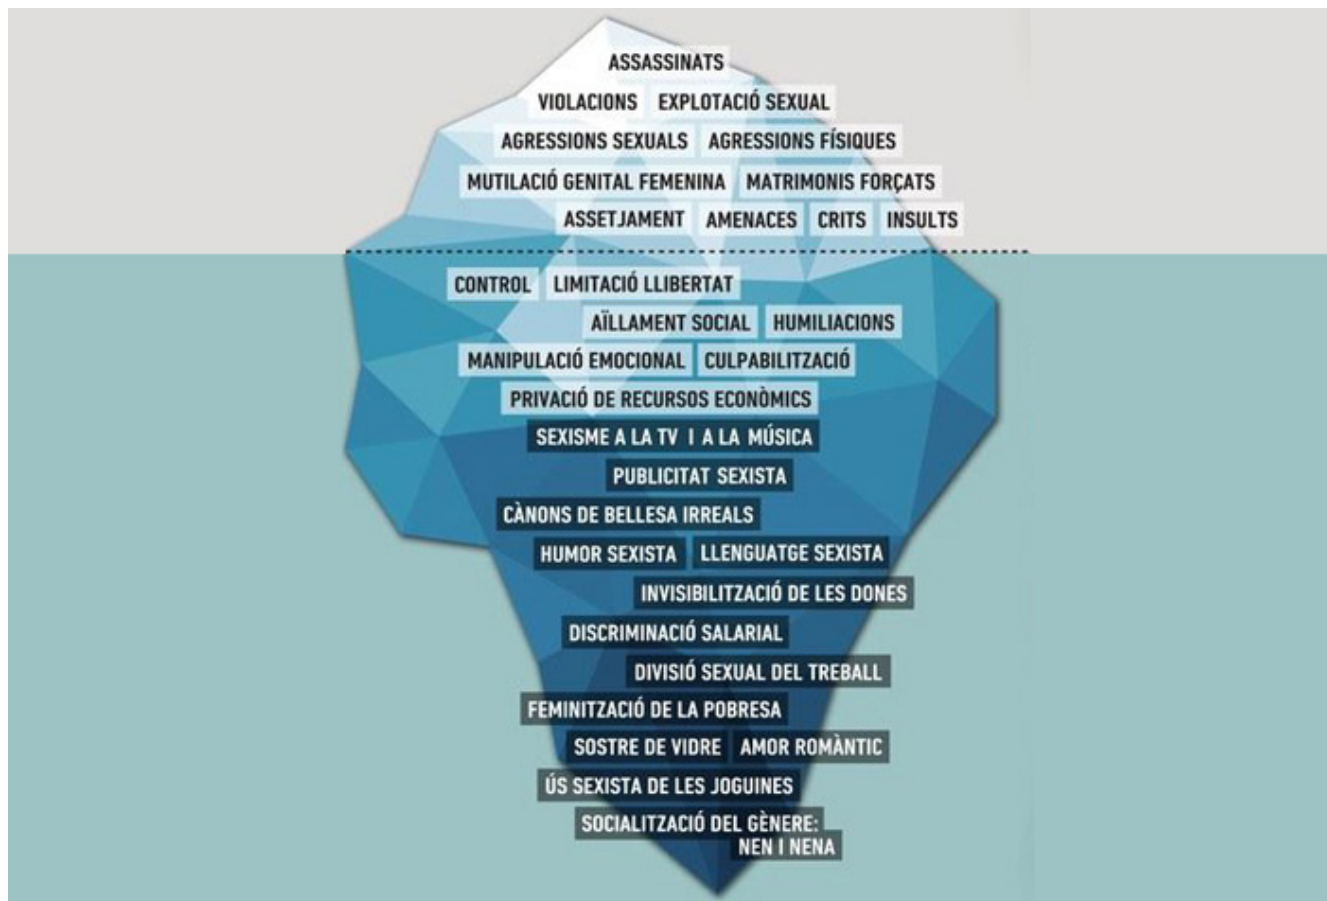 ASSASSINATS
VIOLACIONS EXPLOTACIÓ SEXUAL
AGRESSIONS SEXUALS AGRESSIONS FÍSIQUES
MUTILACIÓ GENITAL FEMENINA MATRIMONIS FORÇATS
ASSETJAMENT AMENACES CRITS INSULTS
CONTROL LIMITACIÓ LLIBERTAT
AÏLLAMENT SOCIAL HUMILIACIONS
MANIPULACIÓ EMOCIONAL CULPABILITZACIÓ
PRIVACIÓ DE RECURSOS ECONÒMICS
SEXISME A LA TV I A LA MÚSICA
PUBLICITAT SEXISTA
CÀNONS DE BELLESA IRREALS
HUMOR SEXISTA LLENGUATGE SEXISTA
INVISIBILITZACIÓ DE LES DONES
DISCRIMINACIÓ SALARIAL
DIVISIÓ SEXUAL DEL TREBALL
FEMINITZACIÓ DE LA POBRESA
SOSTRE DE VIDRE AMOR ROMÀNTIC
ÚS SEXISTA DE LES JOGUINES
SOCIALITZACIÓ DEL GÈNERE:
NEN I NENA